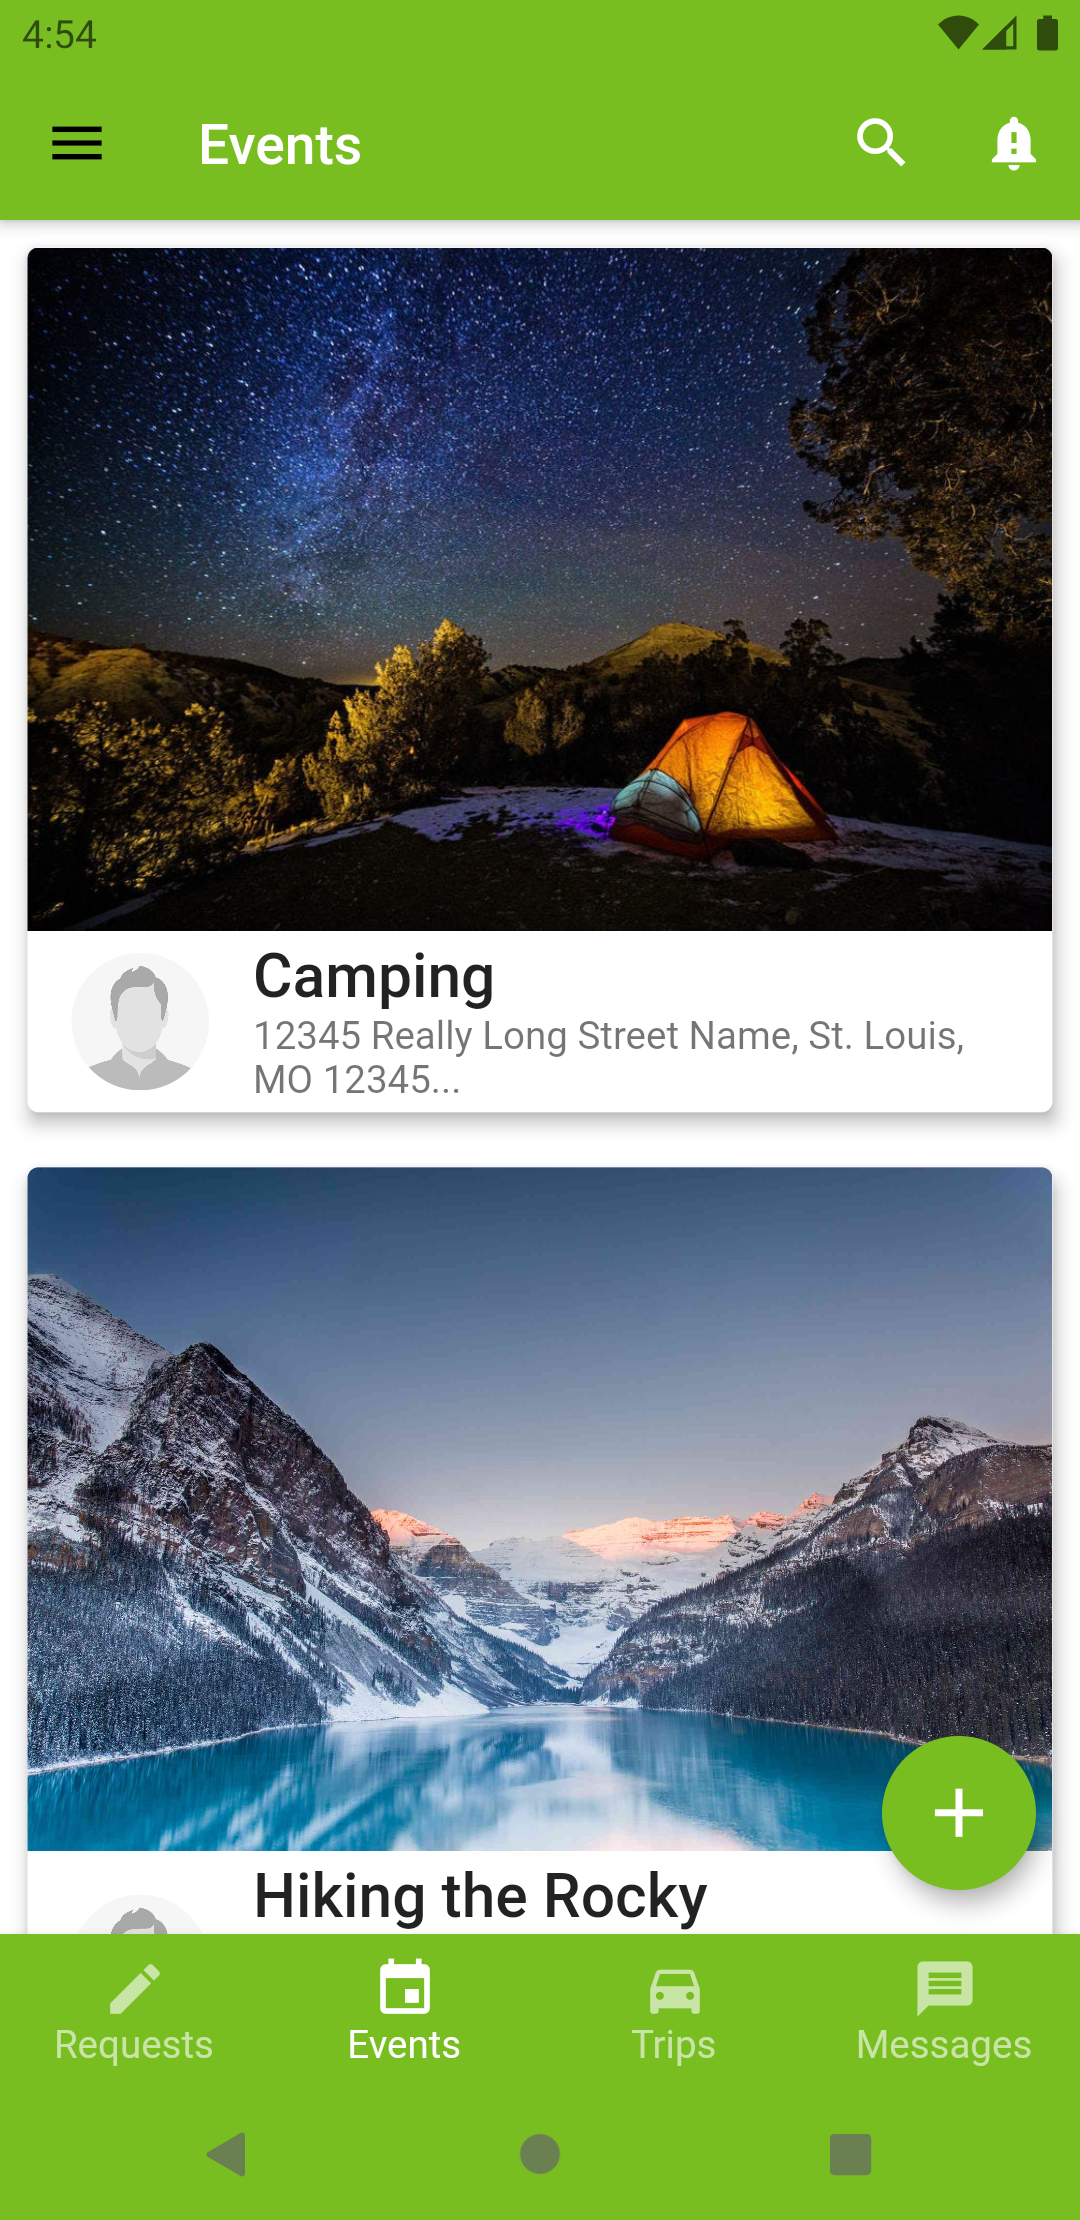 4:54
Events
Camping
12345 Really Long Street Name, St. Louis,
MO 12345...
Hiking the Rocky
Requests
Events
Trips
Messages